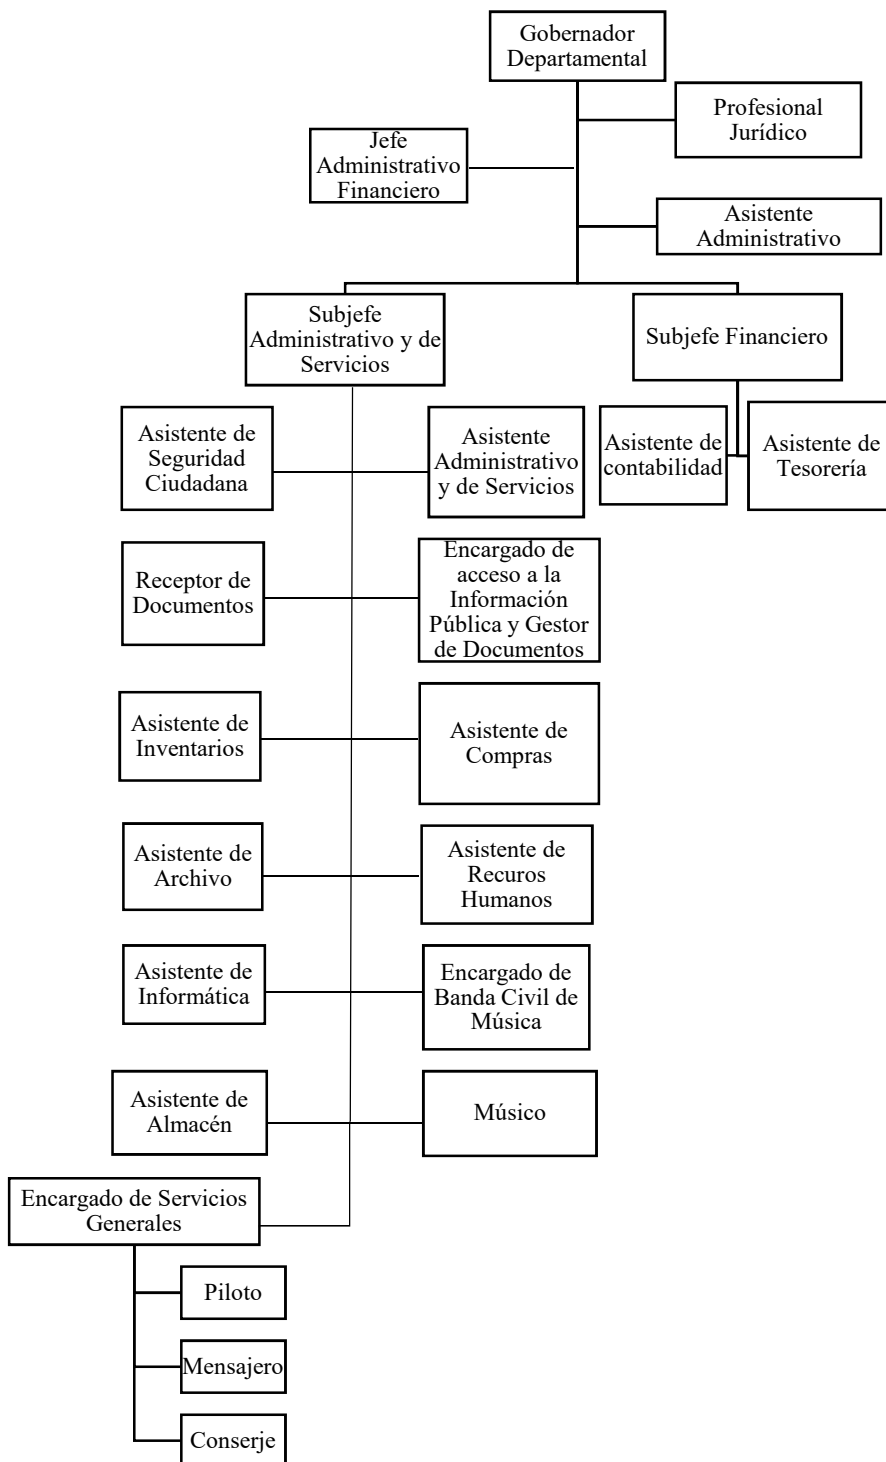 Gobernador
Departamental
Profesional
Jurídico
Jefe
Administrativo
Financiero
Asistente
Administrativo
Subjefe
Administrativo y de
Servicios
Subjefe Financiero
Asistente de
Seguridad
Ciudadana
Asistente
Administrativo
y de Servicios
Asistente de
contabilidad
Asistente de
Tesorería
Receptor de
Documentos
Encargado de
acceso a la
Información
Pública y Gestor
de Documentos
Asistente de
Inventarios
Asistente de
Compras
Asistente de
Archivo
Asistente de
Recuros
Humanos
Asistente de
Informática
Encargado de
Banda Civil de
Música
Asistente de
Almacén
Músico
Encargado de Servicios
Generales
Piloto
Mensajero
Conserje